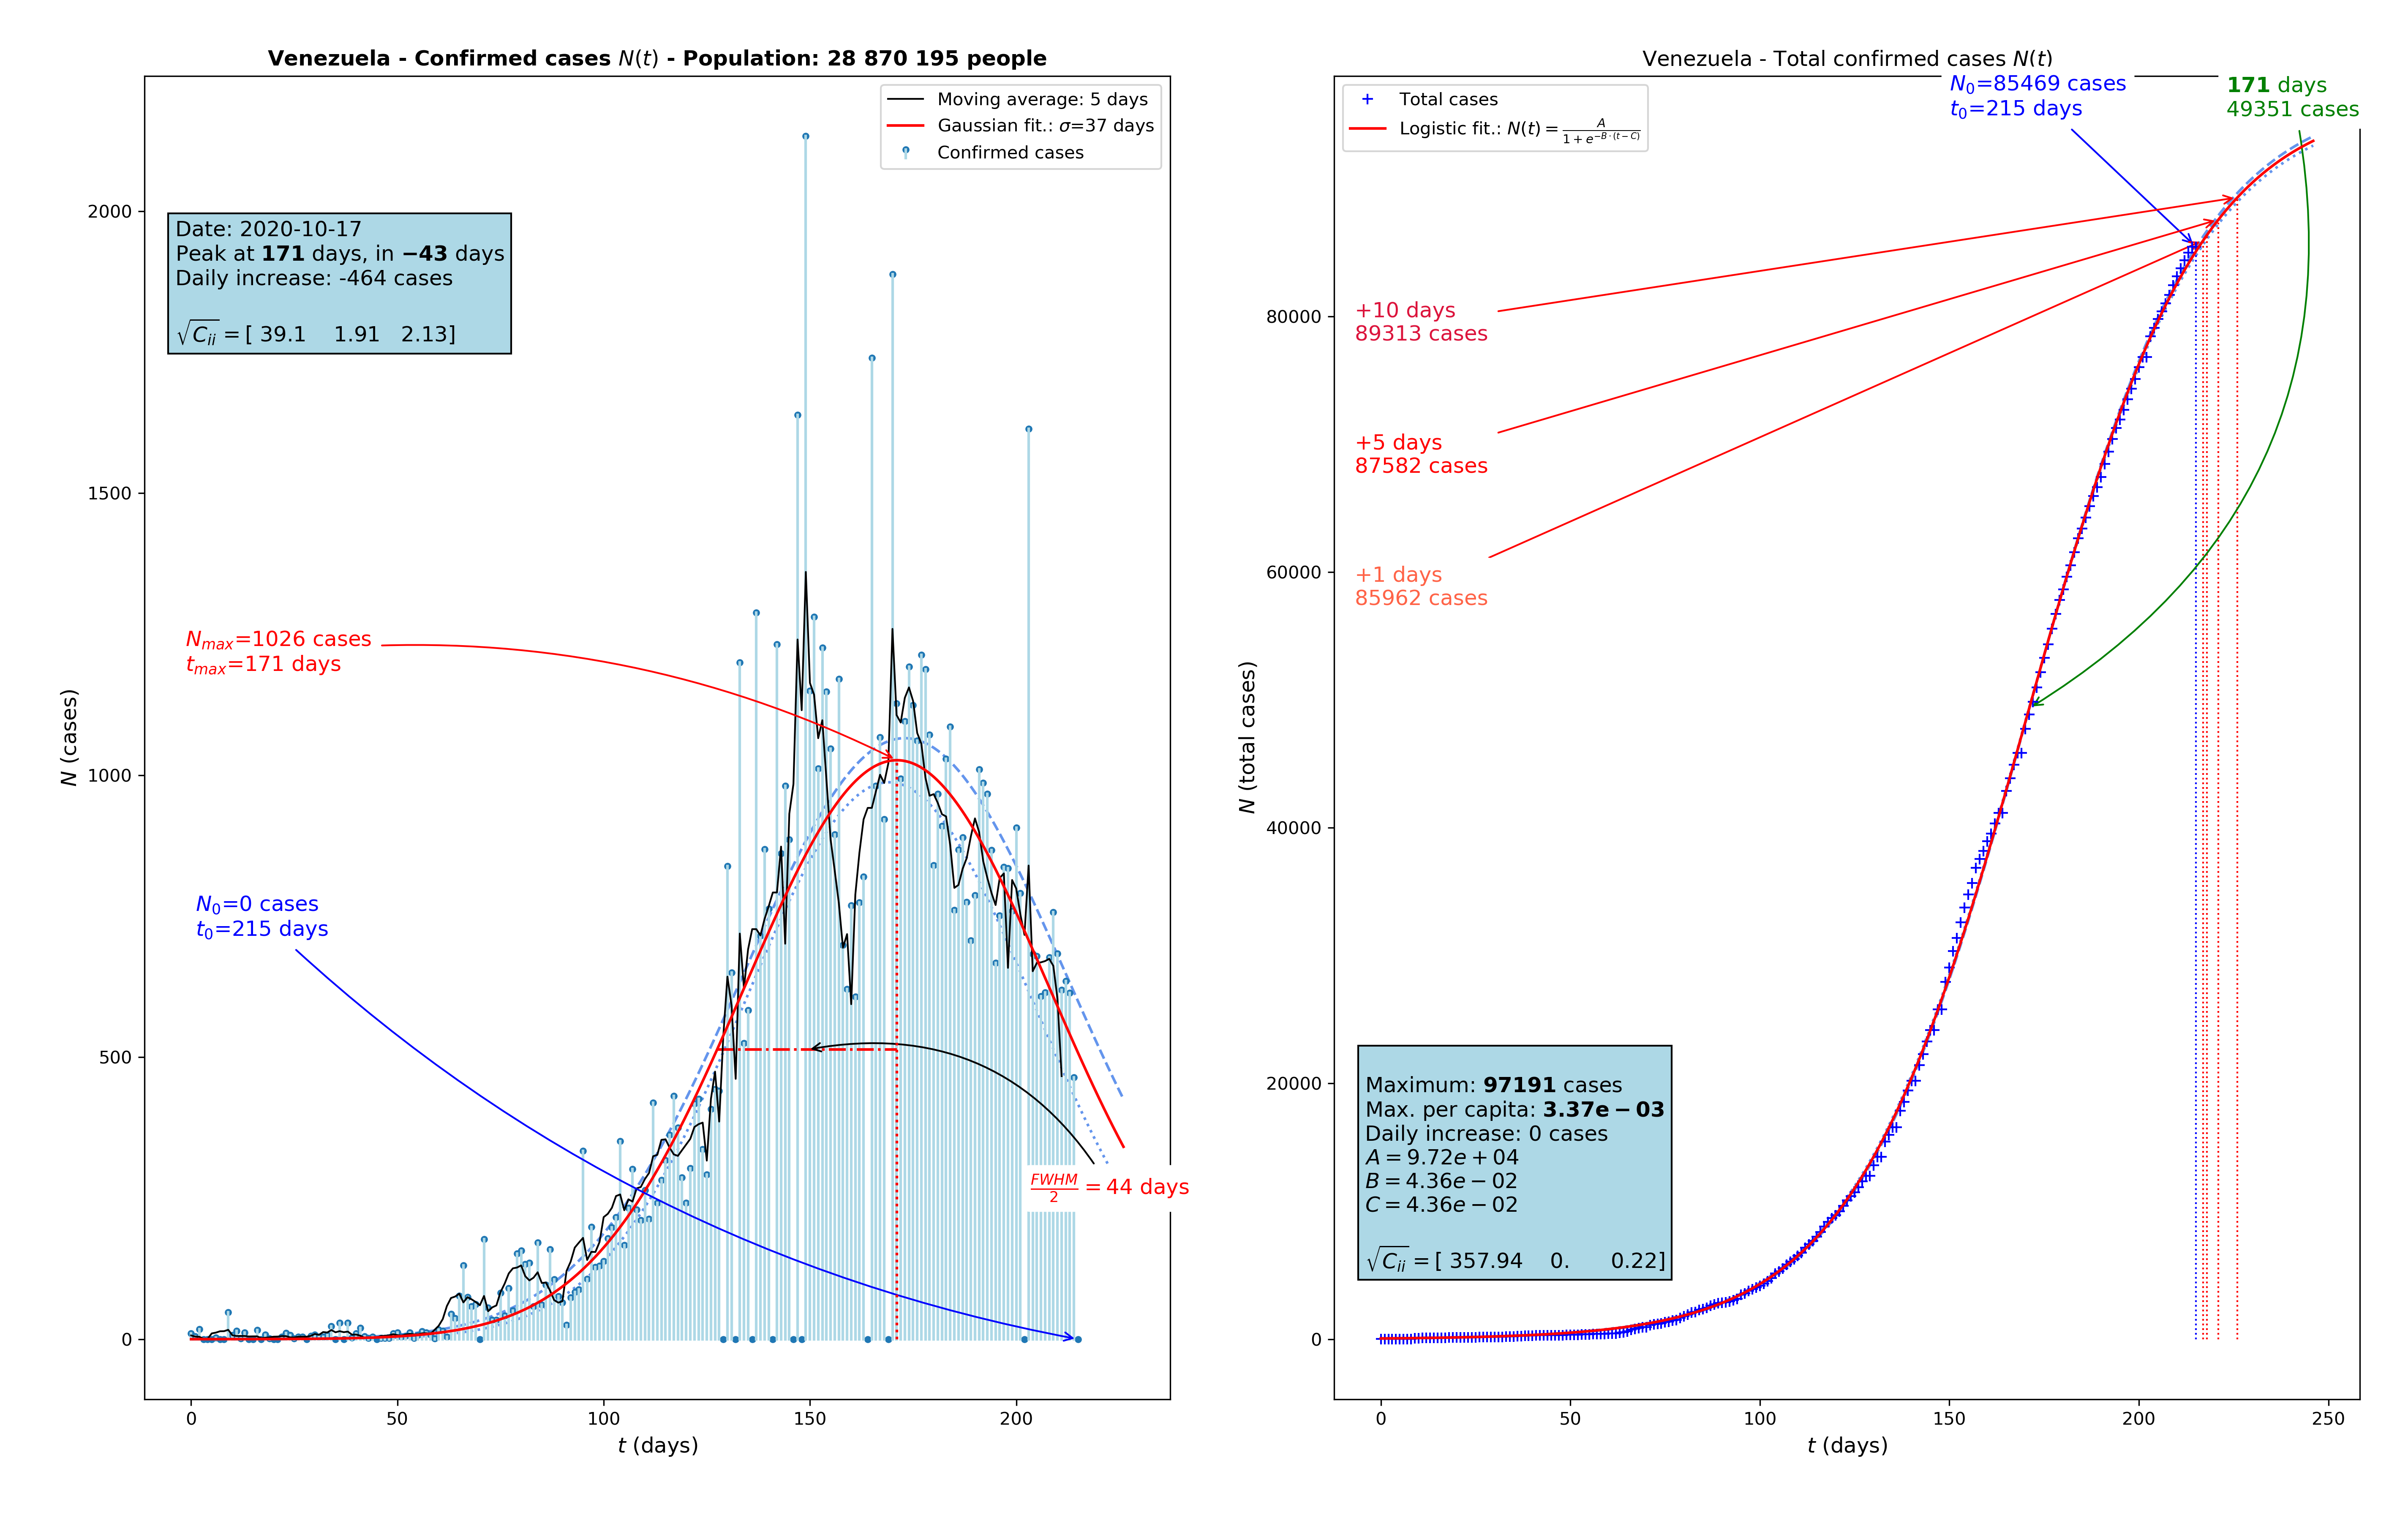 Venezuela - Confirmed cases N(t) - Population: 28 870 195 people
Moving average: 5 days
Gaussian fit.: σ=37 days
Confirmed cases
Date: 2020-10-17
Peak at 171 days, in −43 days
Daily increase: -464 cases
√C_ii = [ 39.1 1.91 2.13]
N_max=1026 cases
t_max=171 days
N_0=0 cases
t_0=215 days
FWHM/2 = 44 days
2000
1500
1000
500
0
N (cases)
0 50 100 150 200
t (days)
Venezuela - Total confirmed cases N(t)
Total cases
Logistic fit.: N(t) = A/(1+e^{−B·(t−C)})
N_0=85469 cases
t_0=215 days
171 days
49351 cases
+10 days
89313 cases
+5 days
87582 cases
+1 days
85962 cases
Maximum: 97191 cases
Max. per capita: 3.37e − 03
Daily increase: 0 cases
A = 9.72e + 04
B = 4.36e − 02
C = 4.36e − 02
√C_ii = [ 357.94 0. 0.22]
80000
60000
40000
20000
0
N (total cases)
0 50 100 150 200 250
t (days)